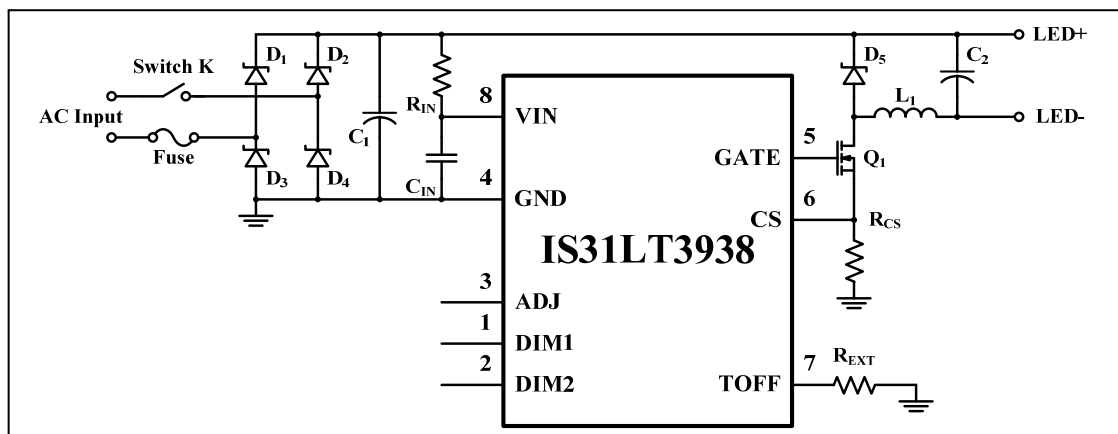 LED+
D1
D2
D5
C2
Switch K
RIN
8
VIN
L1
LED-
AC Input
C1
5
GATE
Q1
Fuse
D3
D4
CIN
4
GND
6
CS
RCS
IS31LT3938
3
ADJ
1
DIM1
REXT
2
DIM2
7
TOFF